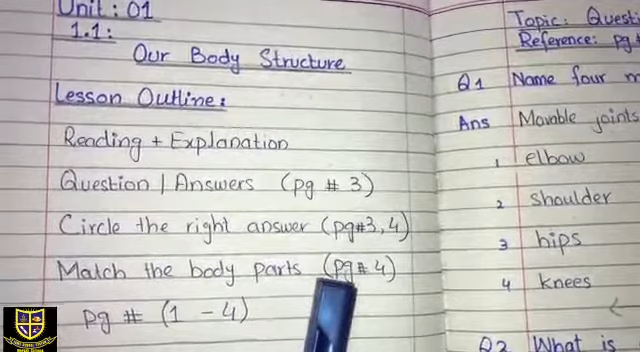 Unit : 01
1.1:
Our Body Structure
Lesson Outline:
Reading + Explanation
Question | Answers (pg # 3)
Circle the right answer (pg#3, 4)
Match the body parts (pg# 4)
pg # (1 - 4)
Topic: Questi
Reference: pg #
Q1 Name four m
Ans Movable joints
1 elbow
2 shoulder
3 hips
4 knees
Q2 What is